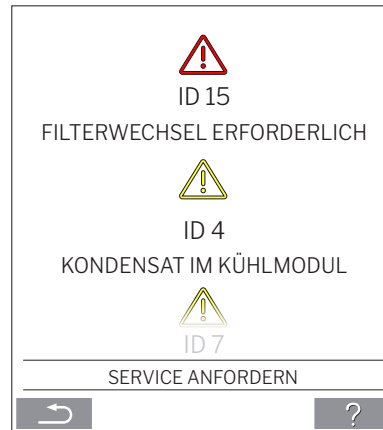 ID 15
FILTERWECHSEL ERFORDERLICH
ID 4
KONDENSAT IM KÜHLMODUL
ID 7
SERVICE ANFORDERN
?